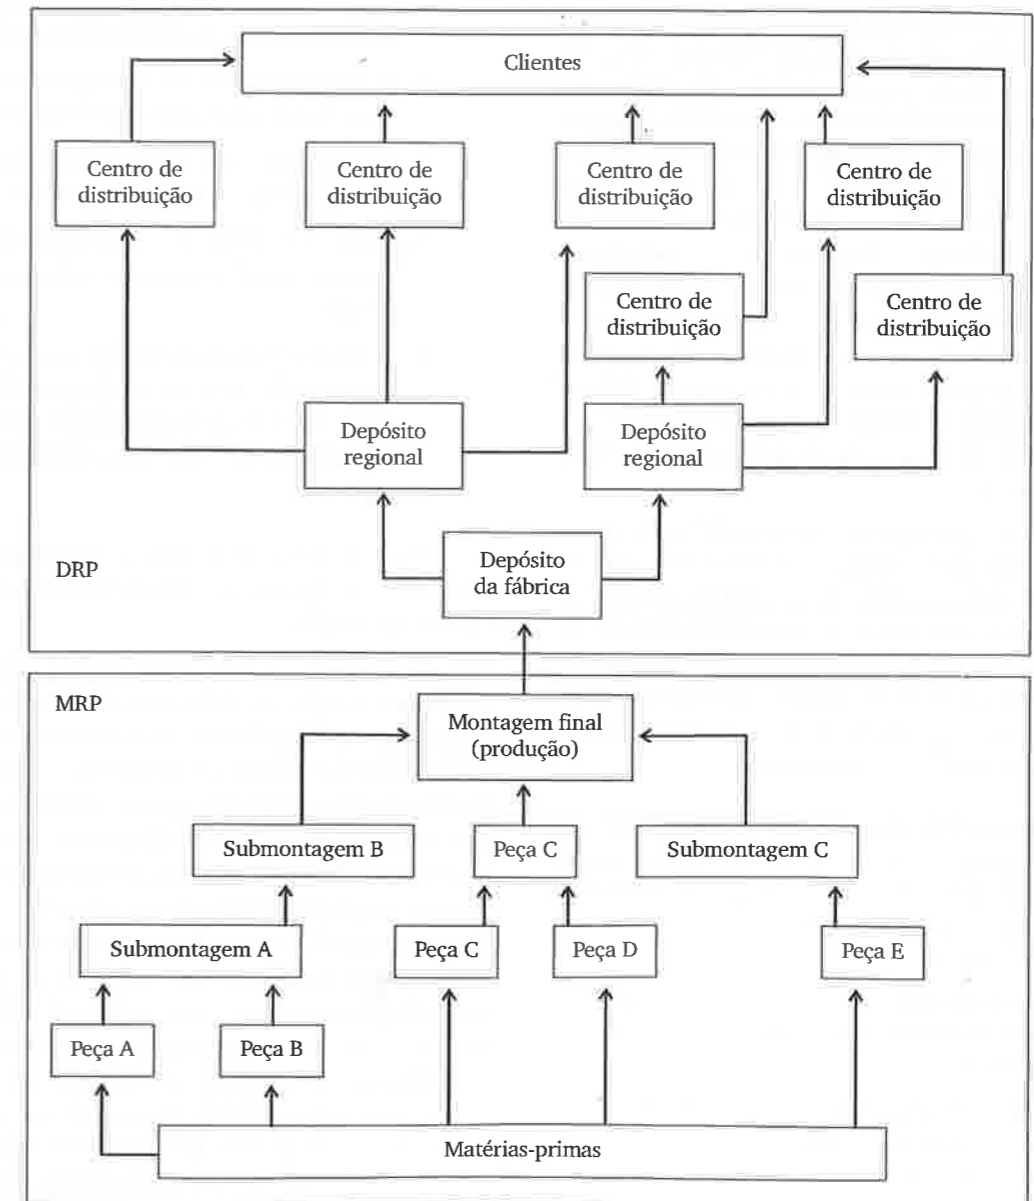 Clientes
Centro de
distribuição
Centro de
distribuição
Centro de
distribuição
Centro de
distribuição
Centro de
distribuição
Centro de
distribuição
Depósito
regional
Depósito
regional
Depósito
da fábrica
DRP
MRP
Montagem final
(produção)
Submontagem B
Peça C
Submontagem C
Submontagem A
Peça C
Peça D
Peça E
Peça A
Peça B
Matérias-primas